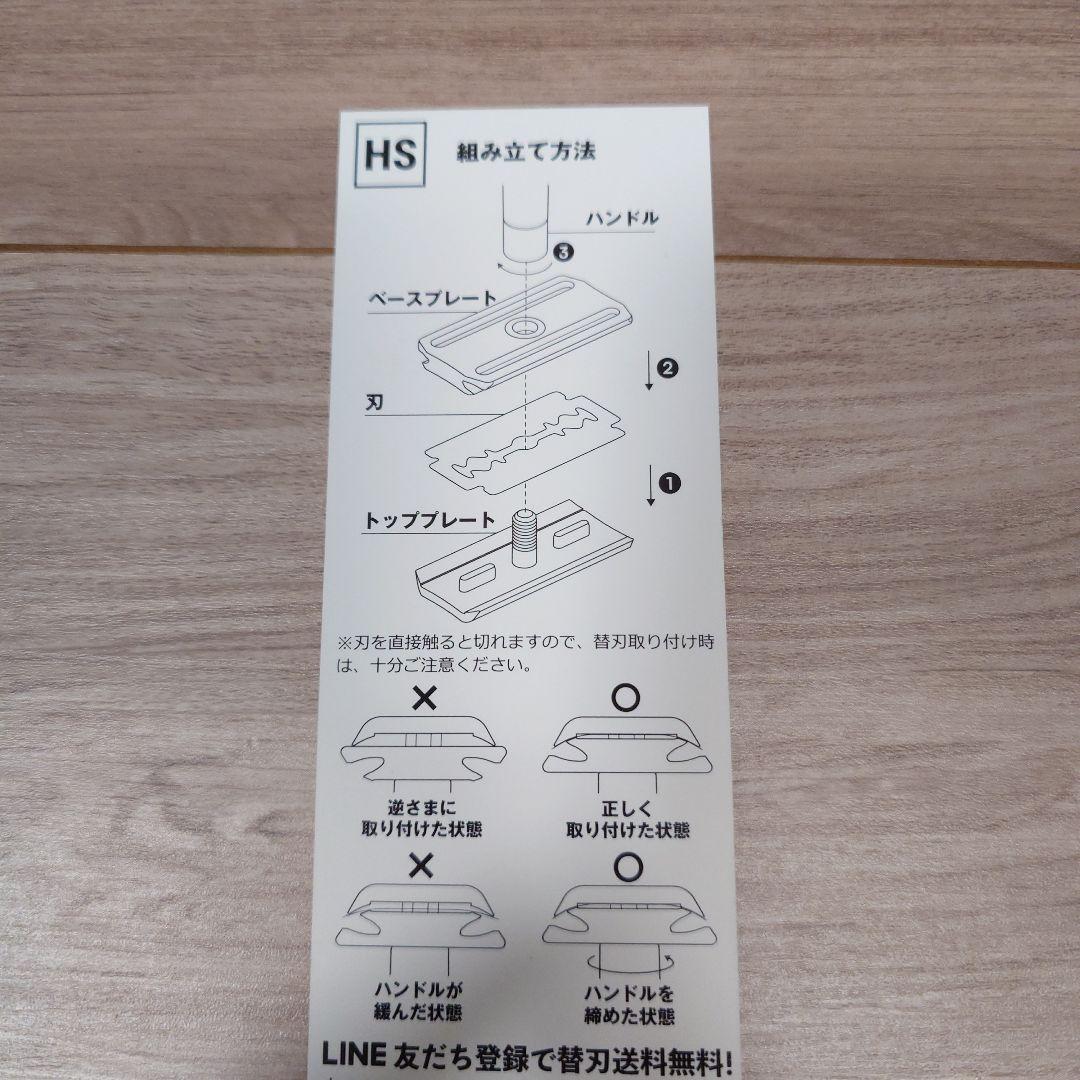 HS
組み立て方法
ハンドル
❸
ベースプレート
❷
刃
❶
トッププレート
※刃を直接触ると切れますので、替刃取り付け時
は、十分ご注意ください。
× ○
逆さまに
取り付けた状態
正しく
取り付けた状態
× ○
ハンドルが
緩んだ状態
ハンドルを
締めた状態
LINE 友だち登録で替刃送料無料!